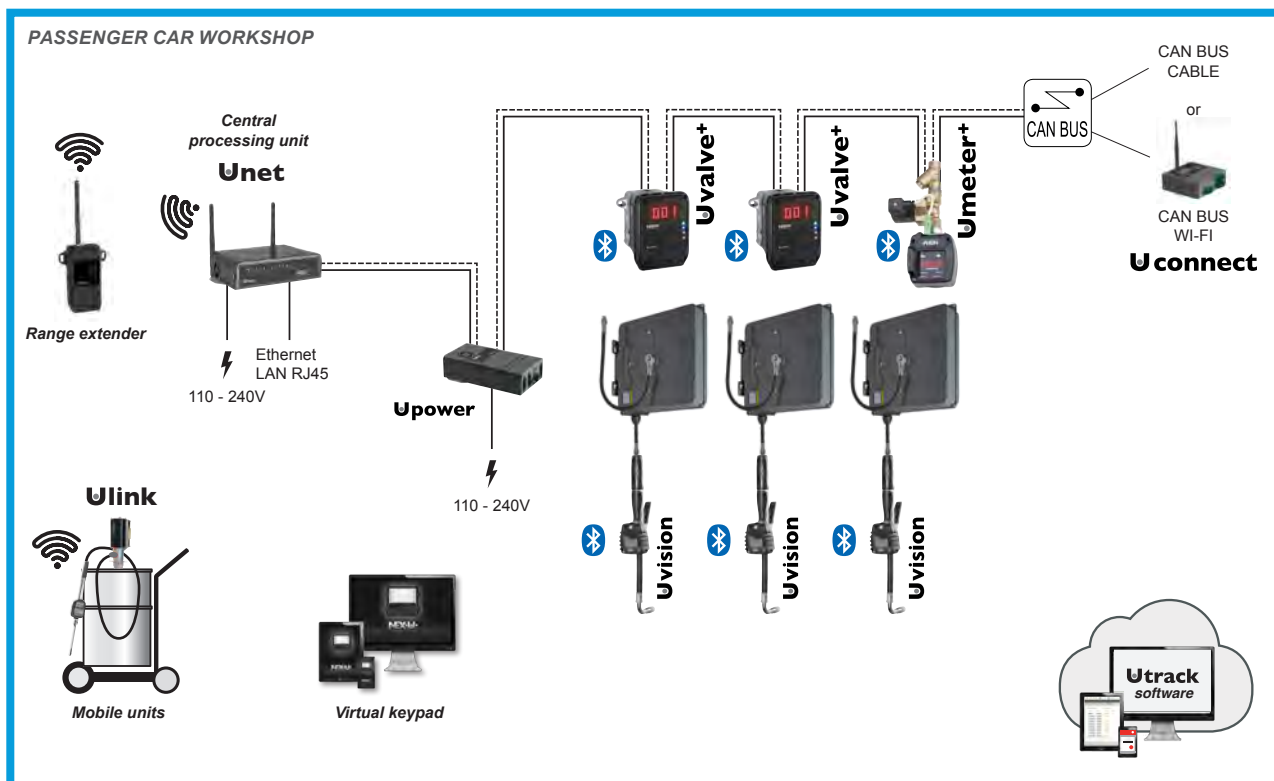 PASSENGER CAR WORKSHOP
CAN BUS
CABLE
or
CAN BUS
CAN BUS
WI-FI
Uconnect
Central
processing unit
Unet
Range extender
Ethernet
LAN RJ45
110 - 240V
Upower
110 - 240V
Uvalve+
Uvalve+
Umeter+
001
001
Uvision
Uvision
Uvision
Ulink
Mobile units
Virtual keypad
Utrack
software